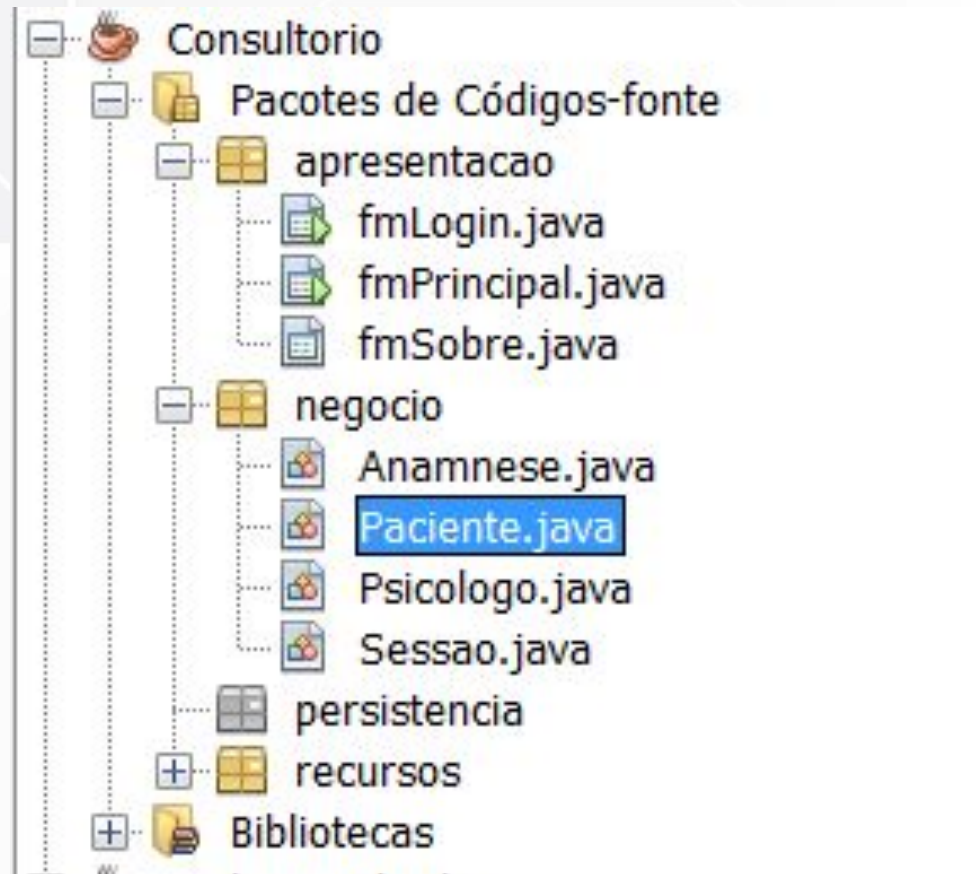 Consultorio
Pacotes de Códigos-fonte
apresentacao
fmLogin.java
fmPrincipal.java
fmSobre.java
negocio
Anamnese.java
Paciente.java
Psicologo.java
Sessao.java
persistencia
recursos
Bibliotecas